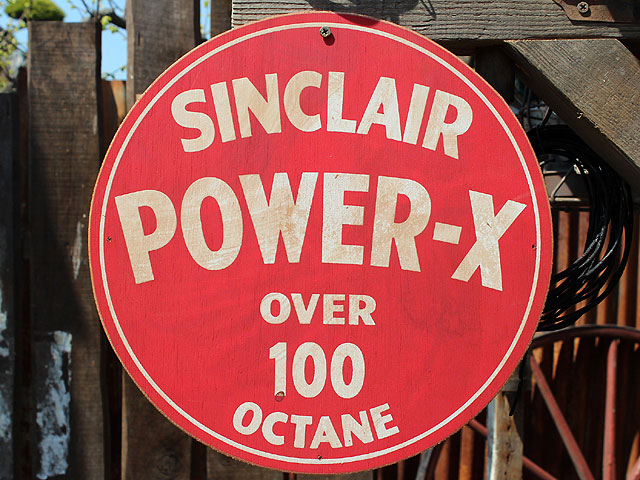 SINCLAIR
POWER-X
OVER
100
OCTANE